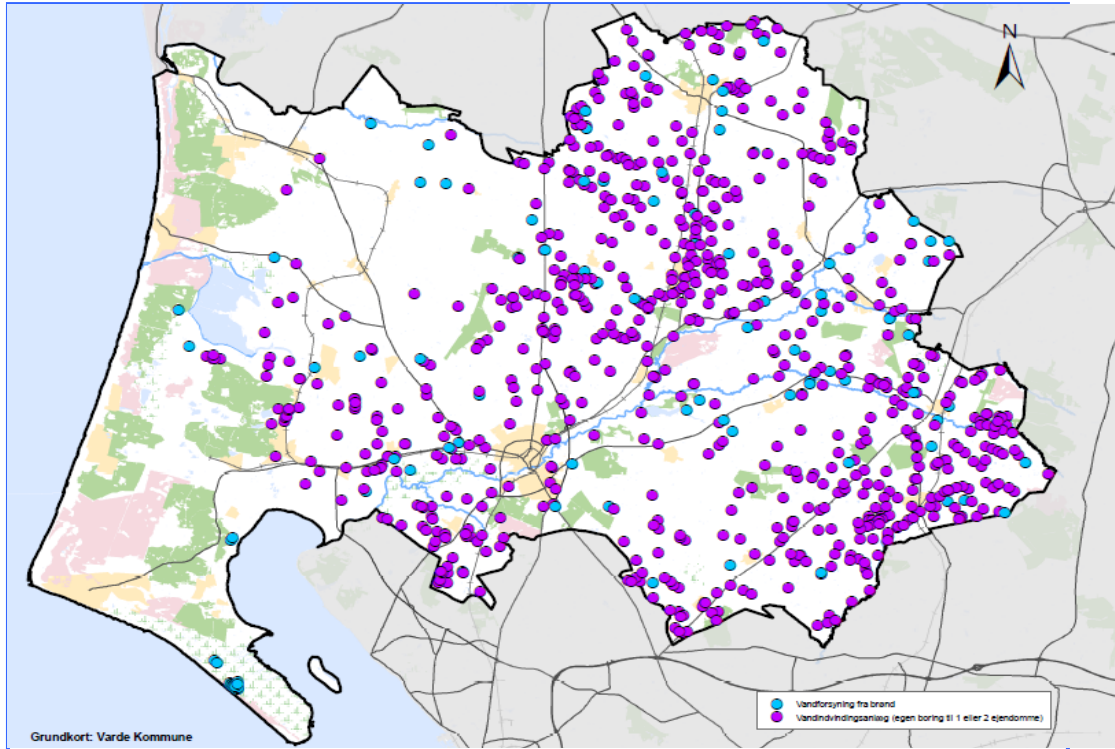 N
Vandforsyning fra brønd
Vandindvindingsanlæg (egen boring til 1 eller 2 ejendomme)
Grundkort: Varde Kommune